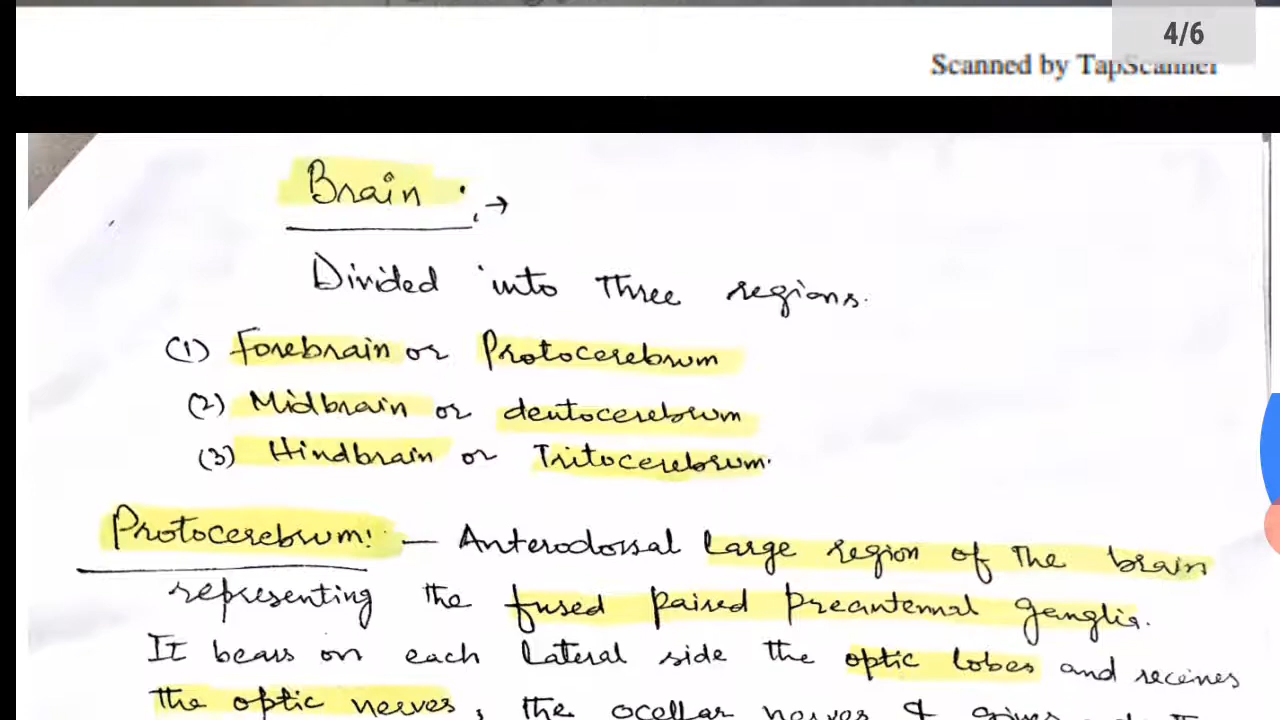 4/6
Scanned by TapScanner
Brain :→
Divided into three regions.
(1) Forebrain or Protocerebrum
(2) Midbrain or deutocerebrum
(3) Hindbrain or Tritocerebrum.
Protocerebrum! — Anterodorsal large region of the brain
representing the fused paired preantennal ganglia.
It bears on each lateral side the optic lobes and receives
the optic nerves, the ocellar nerves &